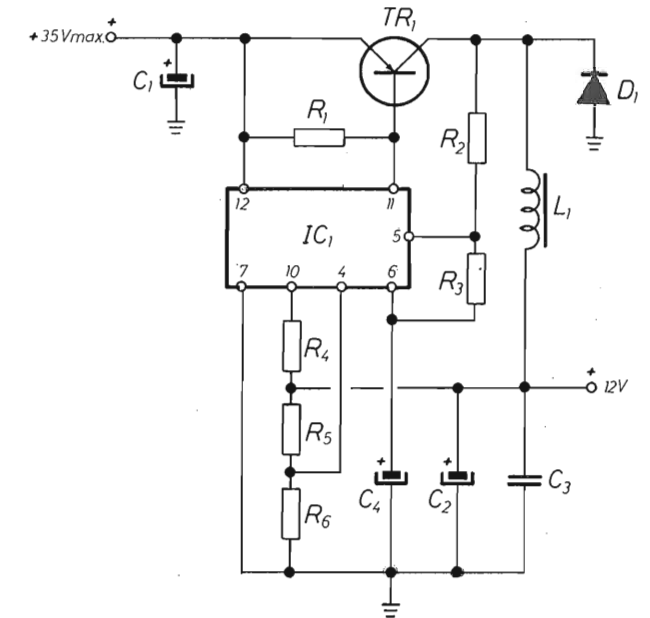 TR₁
+
+35Vmax.
+
C₁
D₁
R₁
R₂
12
11
L₁
IC₁
5
7
10
4
6
R₃
R₄
+
12V
R₅
+
+
C₄
C₂
C₃
R₆